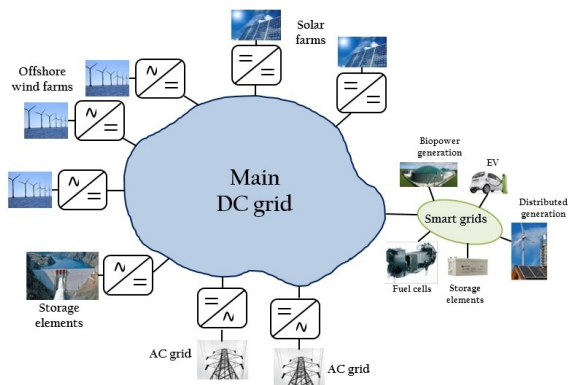 Solar
farms
Offshore
wind farms
Biopower
generation
EV
Main
DC grid
Distributed
generation
Smart grids
Fuel cells
Storage
elements
Storage
elements
AC grid
AC grid